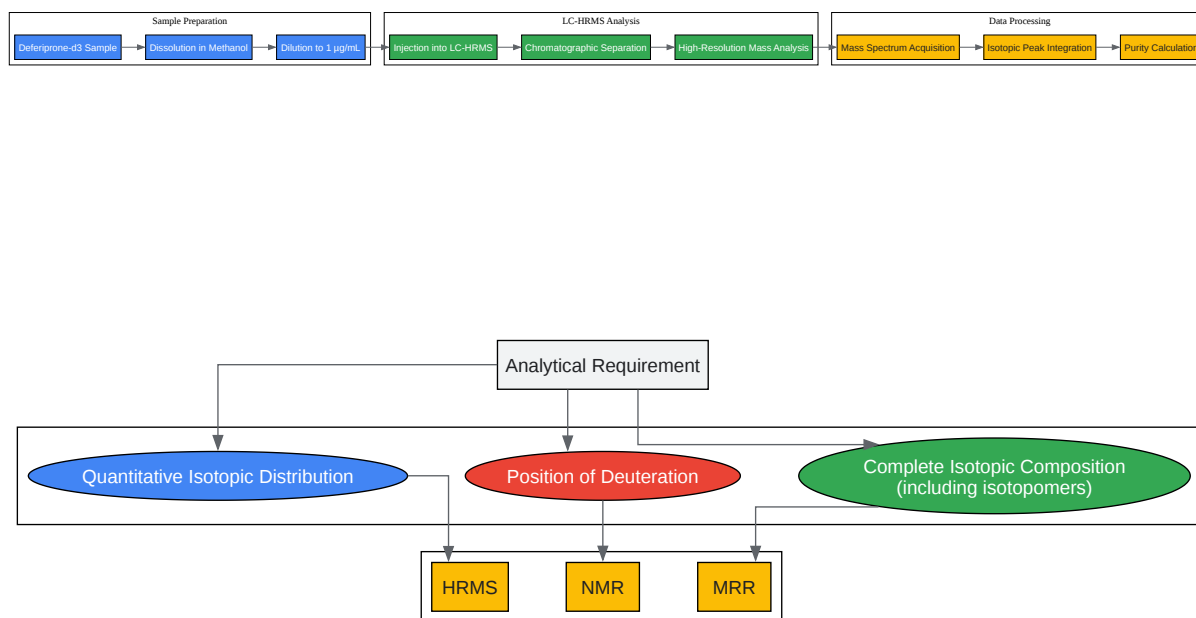 Sample Preparation
LC-HRMS Analysis
Data Processing
Deferiprone-d3 Sample
Dissolution in Methanol
Dilution to 1 µg/mL
Injection into LC-HRMS
Chromatographic Separation
High-Resolution Mass Analysis
Mass Spectrum Acquisition
Isotopic Peak Integration
Purity Calculation
Analytical Requirement
Quantitative Isotopic Distribution
Position of Deuteration
Complete Isotopic Composition
(including isotopomers)
HRMS
NMR
MRR